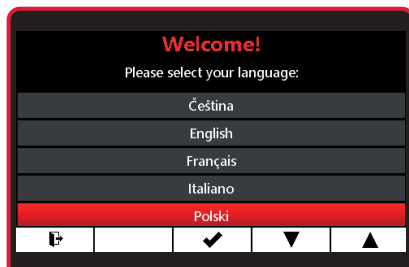 Welcome!
Please select your language:
Čeština
English
Français
Italiano
Polski